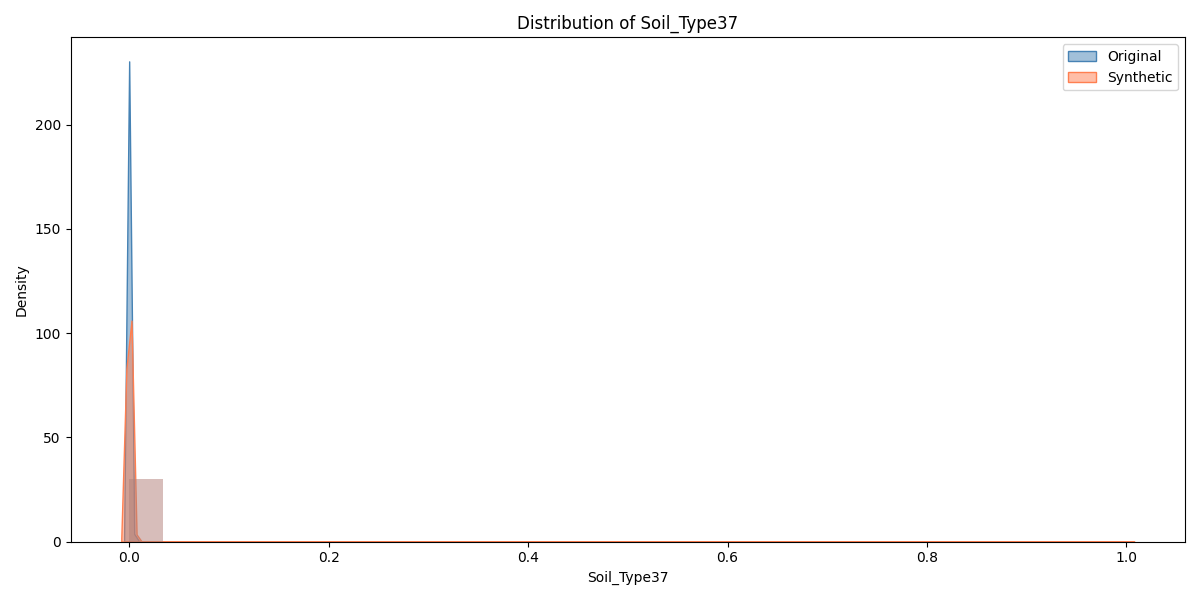 Distribution of Soil_Type37
Original
Synthetic
Density
200
150
100
50
0
0.0 0.2 0.4 0.6 0.8 1.0
Soil_Type37